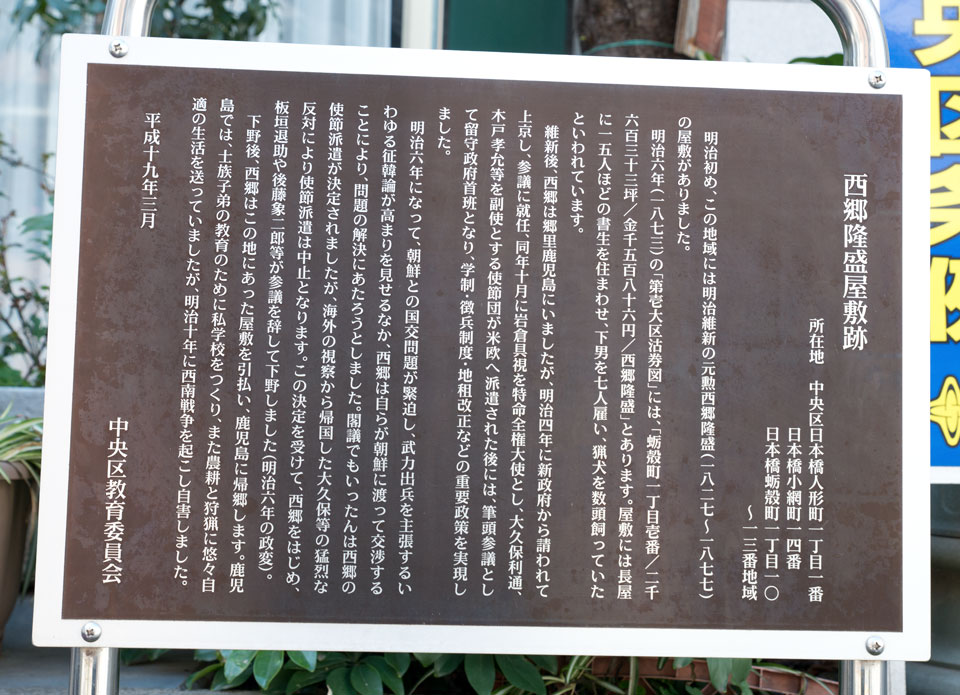 西郷隆盛屋敷跡
所在地 中央区日本橋人形町一丁目一番
日本橋小網町一四番
日本橋蛎殻町一丁目一〇
～一三番地域
明治初め、この地域には明治維新の元勲西郷隆盛(一八二七～一八七七)
の屋敷がありました。
明治六年(一八七三)の「第壱大区沽券図」には、「蛎殻町一丁目壱番/二千
六百三十三坪/金千五百八十六円/西郷隆盛」とあります。屋敷には長屋
に一五人ほどの書生を住まわせ、下男を七人雇い、猟犬を数頭飼っていた
といわれています。
維新後、西郷は郷里鹿児島にいましたが、明治四年に新政府から請われて
上京し、参議に就任、同年十月に岩倉具視を特命全権大使とし、大久保利通、
木戸孝允等を副使とする使節団が米欧へ派遣された後には、筆頭参議とし
て留守政府首班となり、学制・徴兵制度・地租改正などの重要政策を実現し
ました。
明治六年になって、朝鮮との国交問題が緊迫し、武力出兵を主張するい
わゆる征韓論が高まりを見せるなか、西郷は自らが朝鮮に渡って交渉する
ことにより、問題の解決にあたろうとしました。閣議でもいったんは西郷の
使節派遣が決定されましたが、海外の視察から帰国した大久保等の猛烈な
反対により使節派遣は中止となります。この決定を受けて、西郷をはじめ、
板垣退助や後藤象二郎等が参議を辞して下野しました(明治六年の政変)。
下野後、西郷はこの地にあった屋敷を引払い、鹿児島に帰郷します。鹿児
島では、士族子弟の教育のために私学校をつくり、また農耕と狩猟に悠々自
適の生活を送っていましたが、明治十年に西南戦争を起こし自害しました。
平成十九年三月
中央区教育委員会